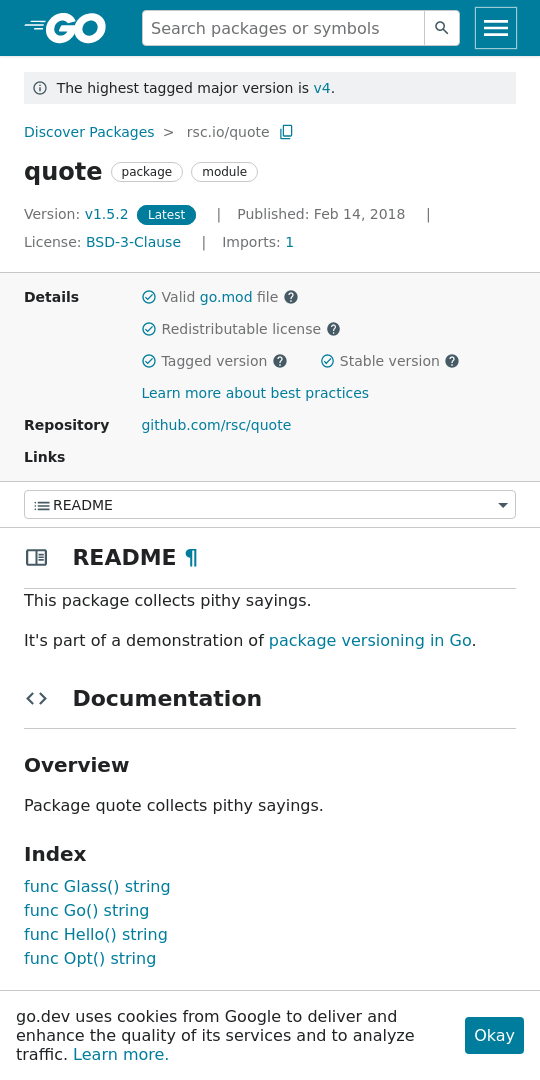 GO
Search packages or symbols
The highest tagged major version is v4.
Discover Packages > rsc.io/quote
quote package module
Version: v1.5.2 Latest | Published: Feb 14, 2018 |
License: BSD-3-Clause | Imports: 1
Details Valid go.mod file
Redistributable license
Tagged version Stable version
Learn more about best practices
Repository github.com/rsc/quote
Links
README
README ¶
This package collects pithy sayings.
It's part of a demonstration of package versioning in Go.
Documentation
Overview
Package quote collects pithy sayings.
Index
func Glass() string
func Go() string
func Hello() string
func Opt() string
go.dev uses cookies from Google to deliver and
enhance the quality of its services and to analyze
traffic. Learn more.
Okay